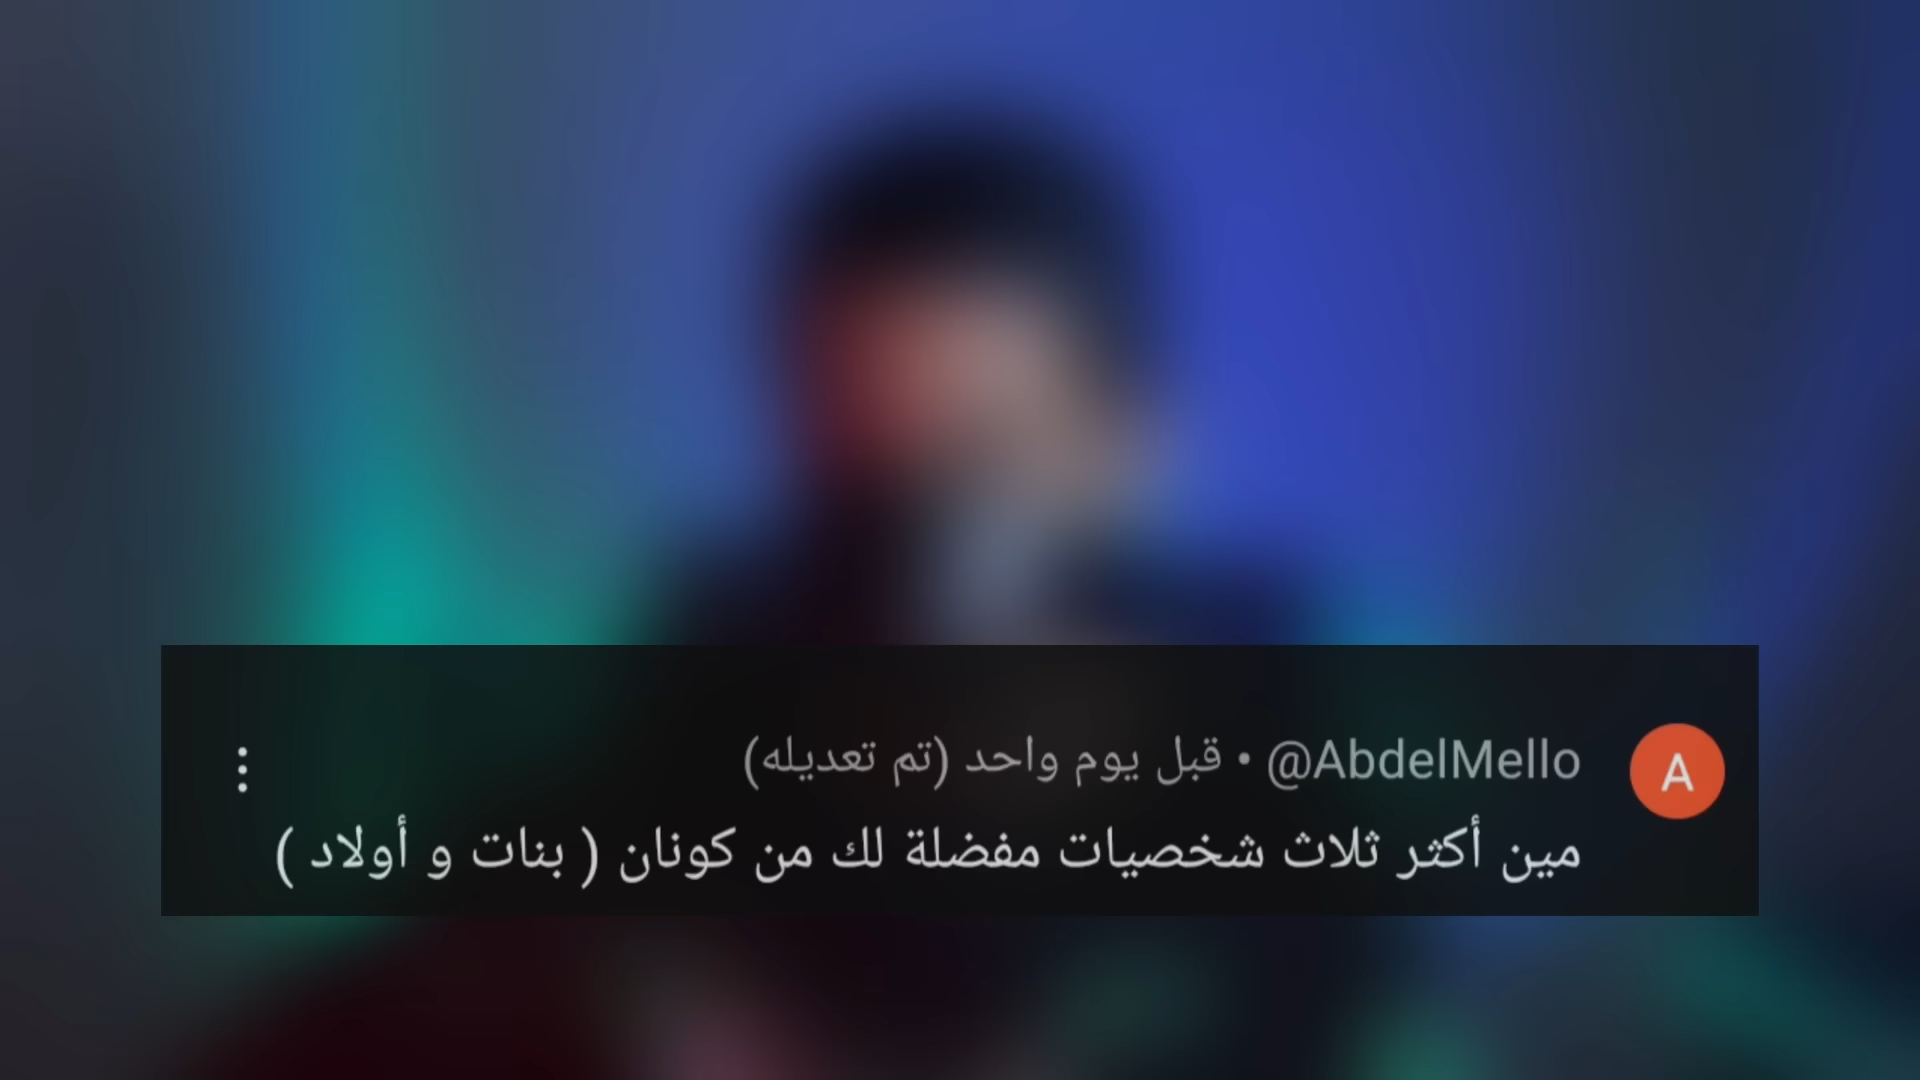 @AbdelMello • قبل يوم واحد (تم تعديله)
A
مين أكثر ثلاث شخصيات مفضلة لك من كونان ( بنات و أولاد )